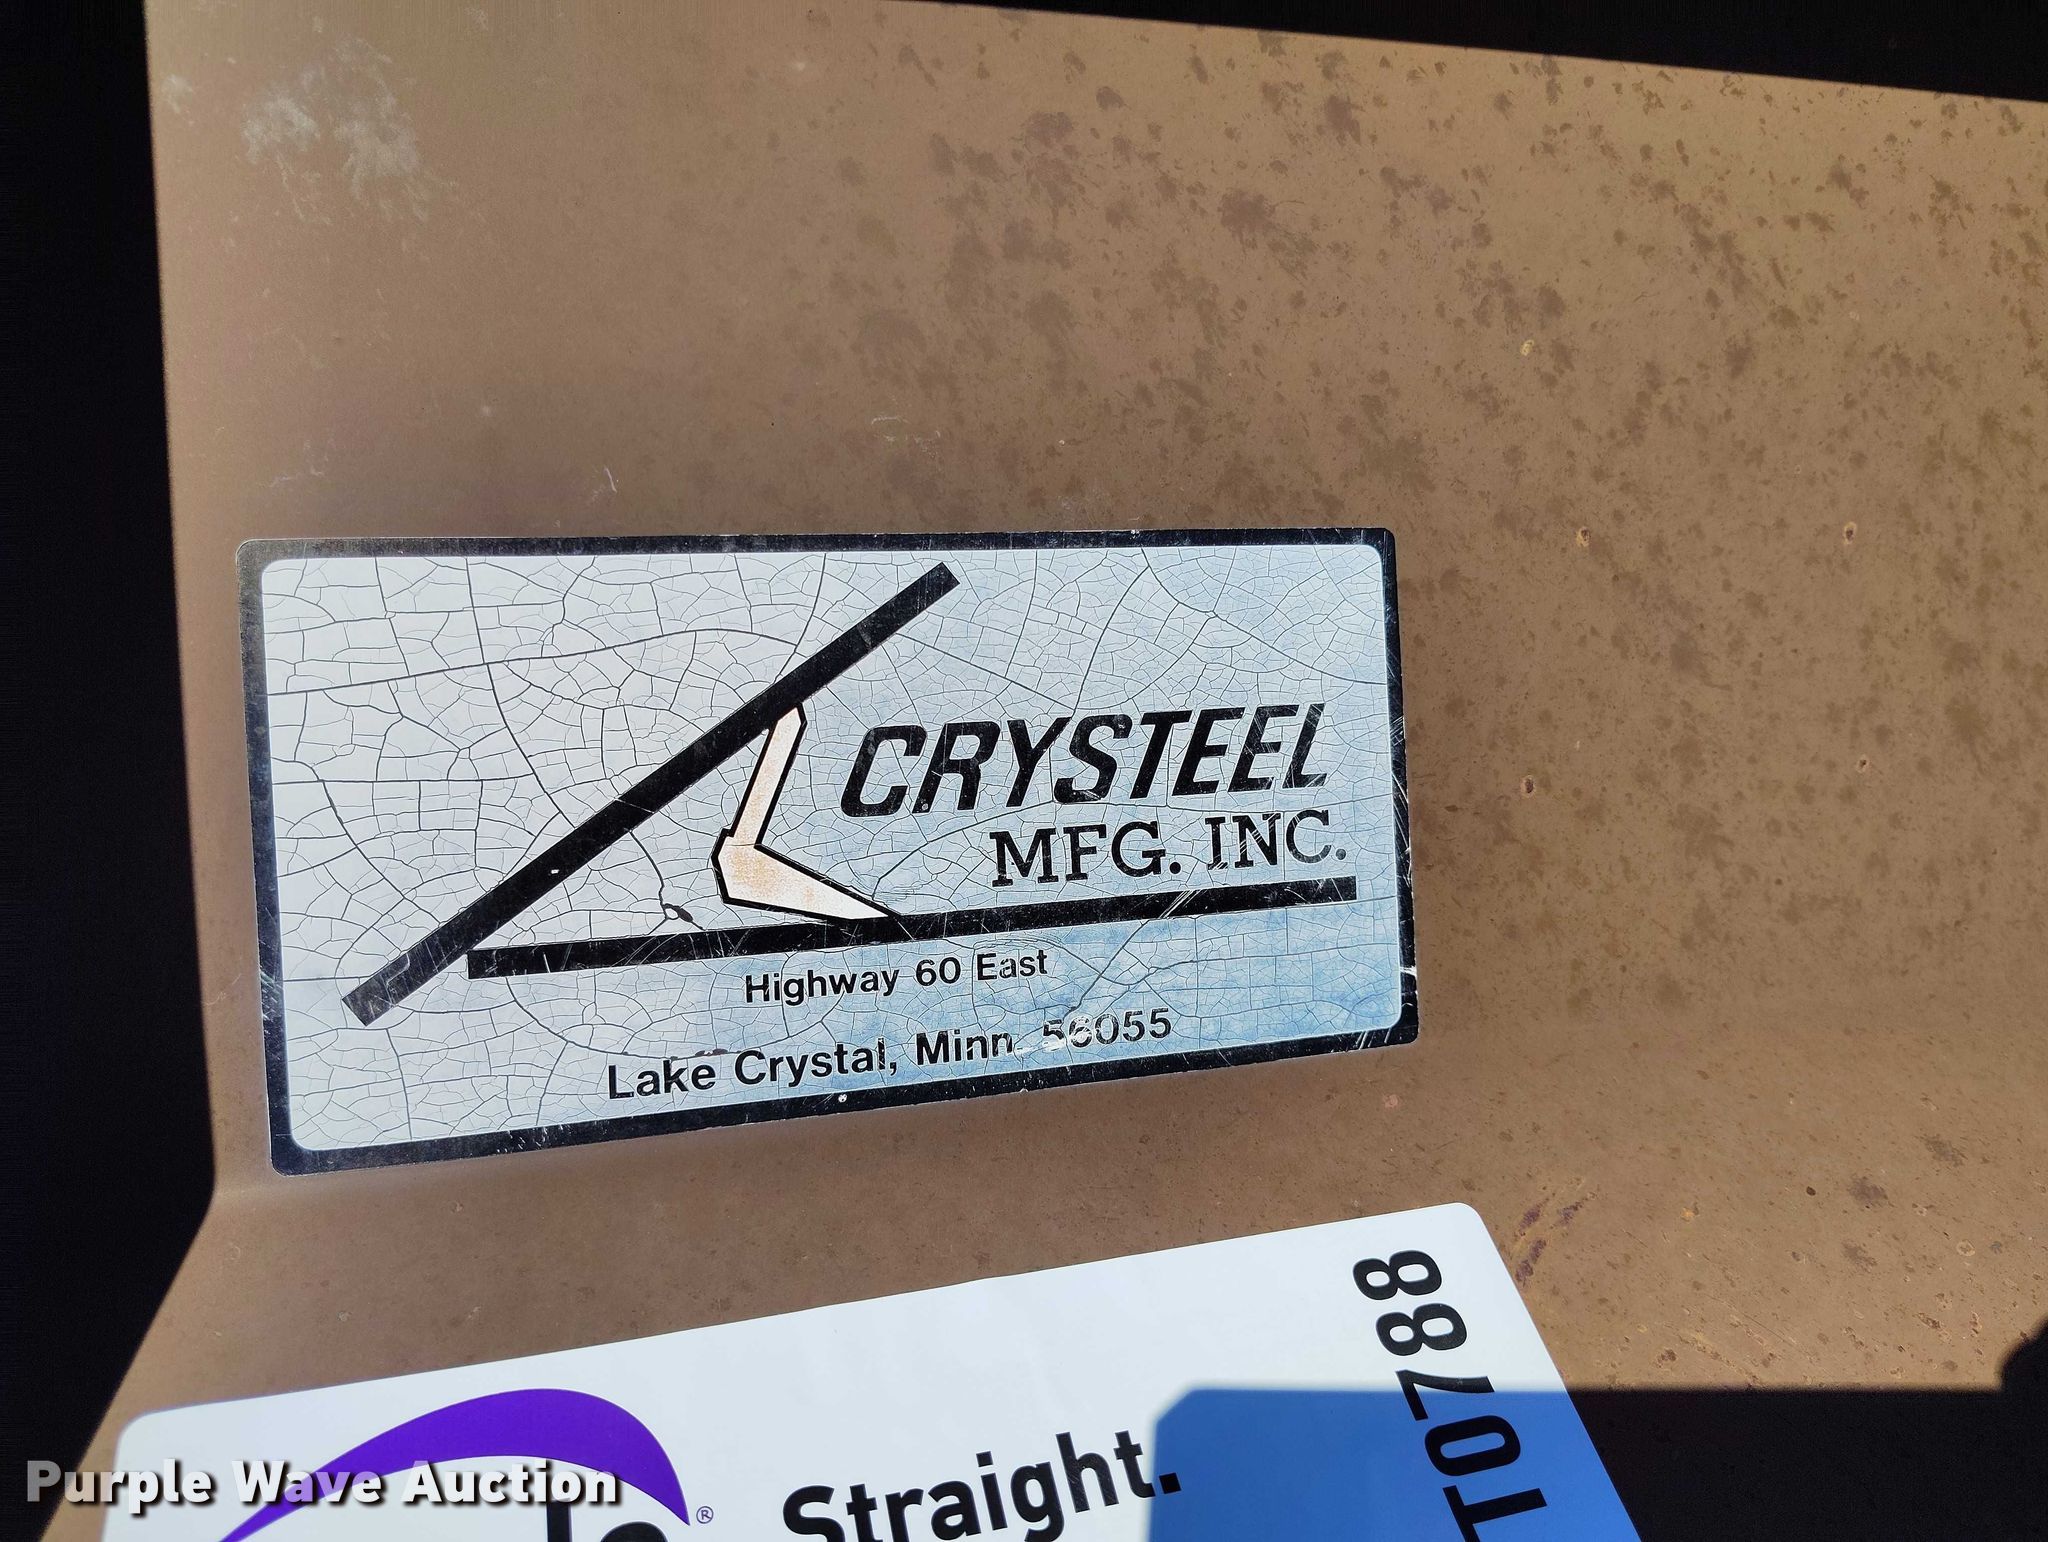 CRYSTEEL
MFG. INC.
Highway 60 East
Lake Crystal, Minn. 56055
Straight.
T0788
®
Purple Wave Auction